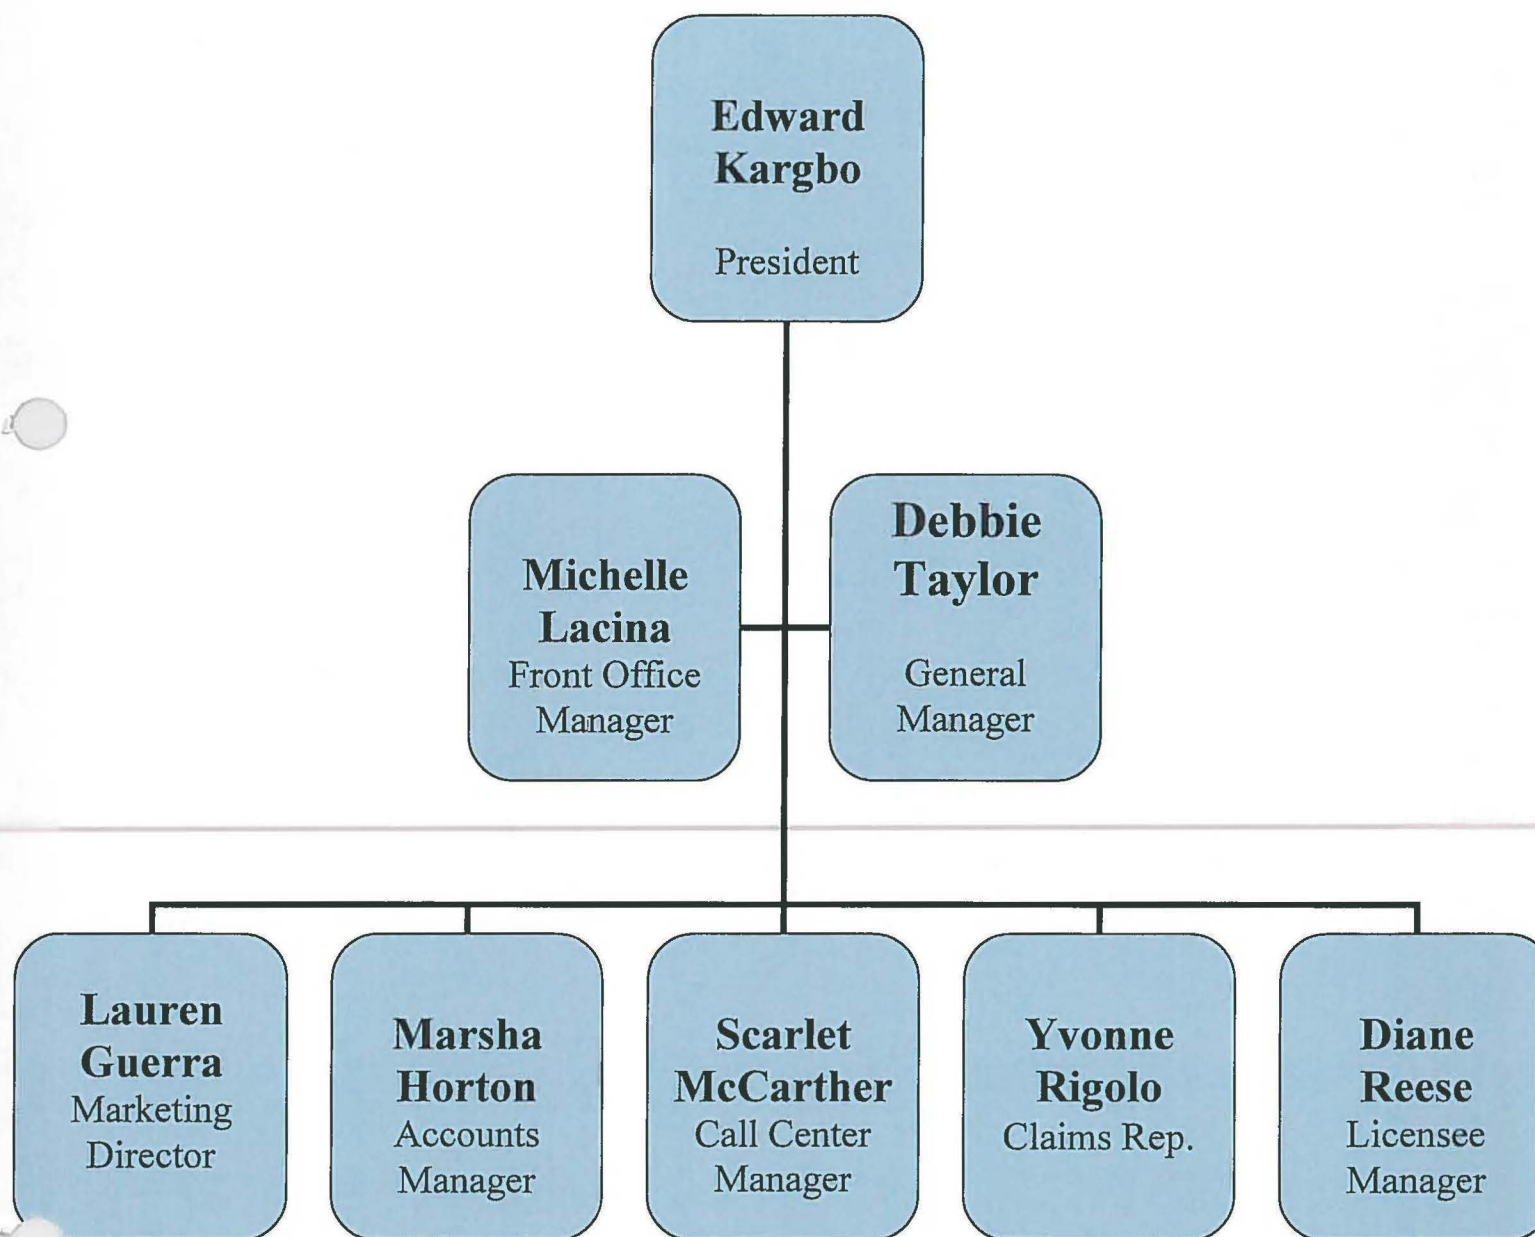 Edward
Kargbo
President
Michelle
Lacina
Front Office
Manager
Debbie
Taylor
General
Manager
Lauren
Guerra
Marketing
Director
Marsha
Horton
Accounts
Manager
Scarlet
McCarther
Call Center
Manager
Yvonne
Rigolo
Claims Rep.
Diane
Reese
Licensee
Manager